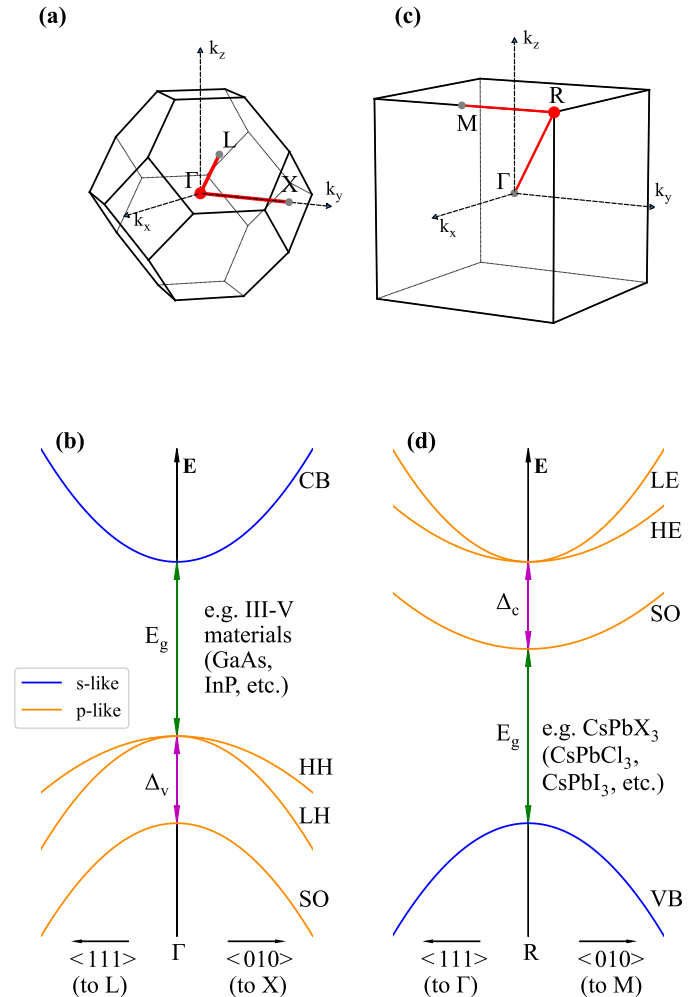 (a)
k_z
L
Γ
X
k_y
k_x
(c)
k_z
R
M
Γ
k_y
k_x
(b)
E
CB
E_g
e.g. III-V
materials
(GaAs,
InP, etc.)
s-like
p-like
HH
Δ_v
LH
SO
<111>
Γ
<010>
(to L)
(to X)
(d)
E
LE
HE
Δ_c
SO
E_g
e.g. CsPbX_3
(CsPbCl_3,
CsPbI_3, etc.)
VB
<111>
R
<010>
(to Γ)
(to M)